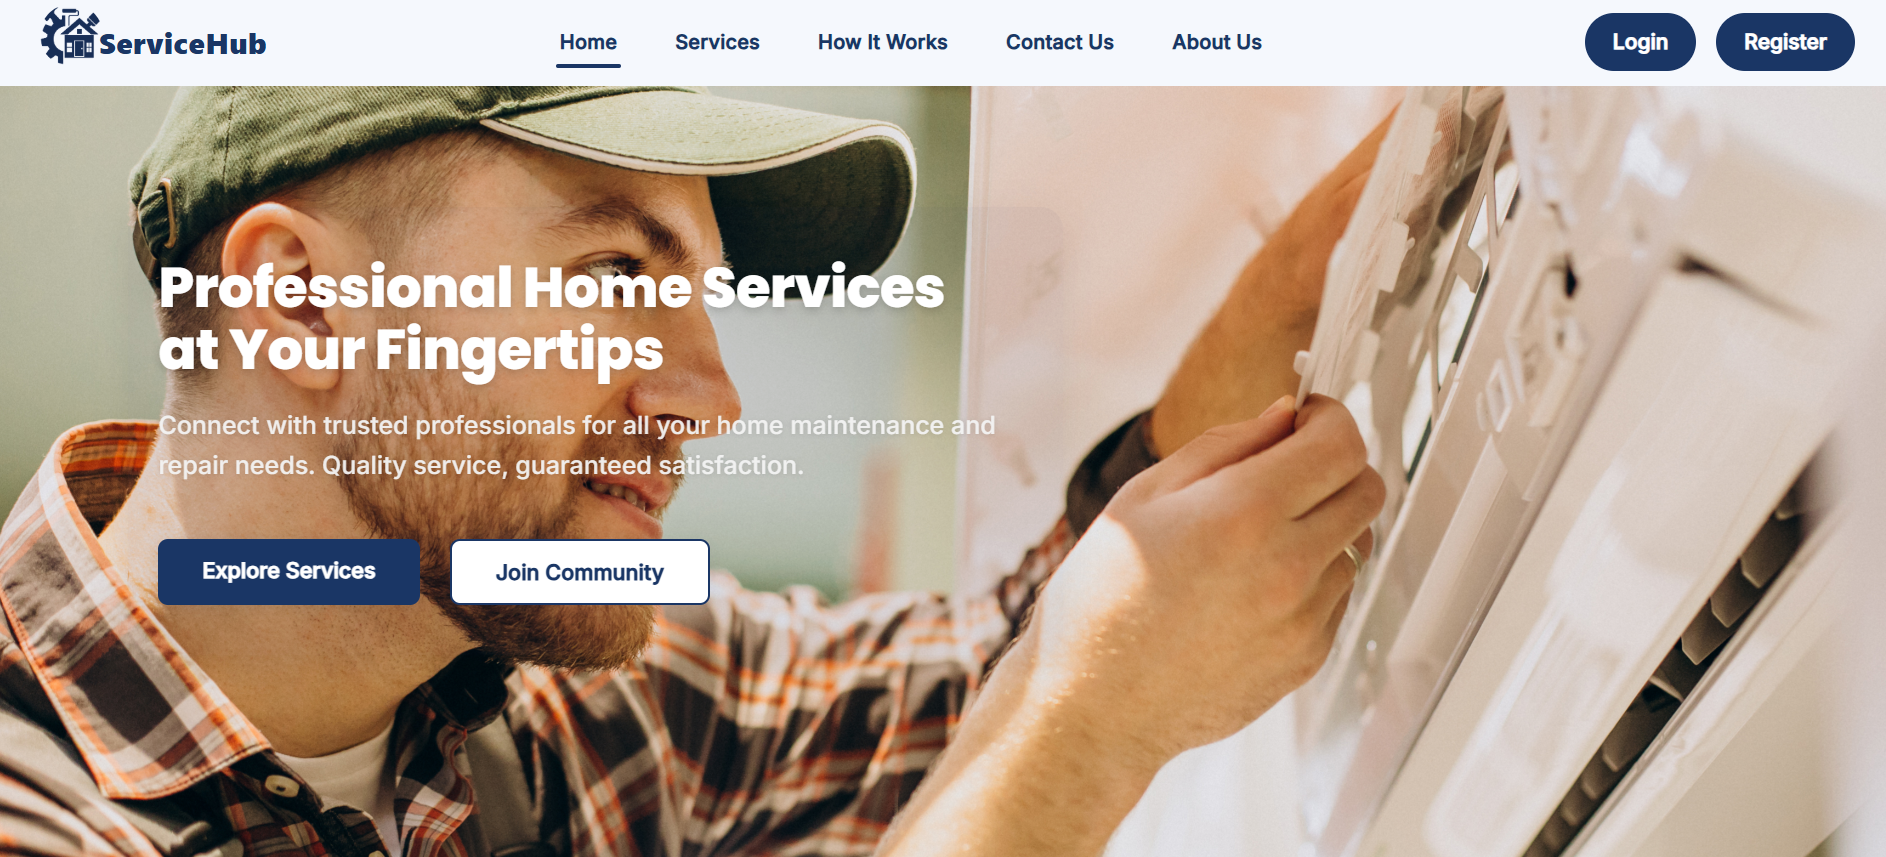 ServiceHub
Home
Services
How It Works
Contact Us
About Us
Login
Register
Professional Home Services
at Your Fingertips
Connect with trusted professionals for all your home maintenance and
repair needs. Quality service, guaranteed satisfaction.
Explore Services
Join Community